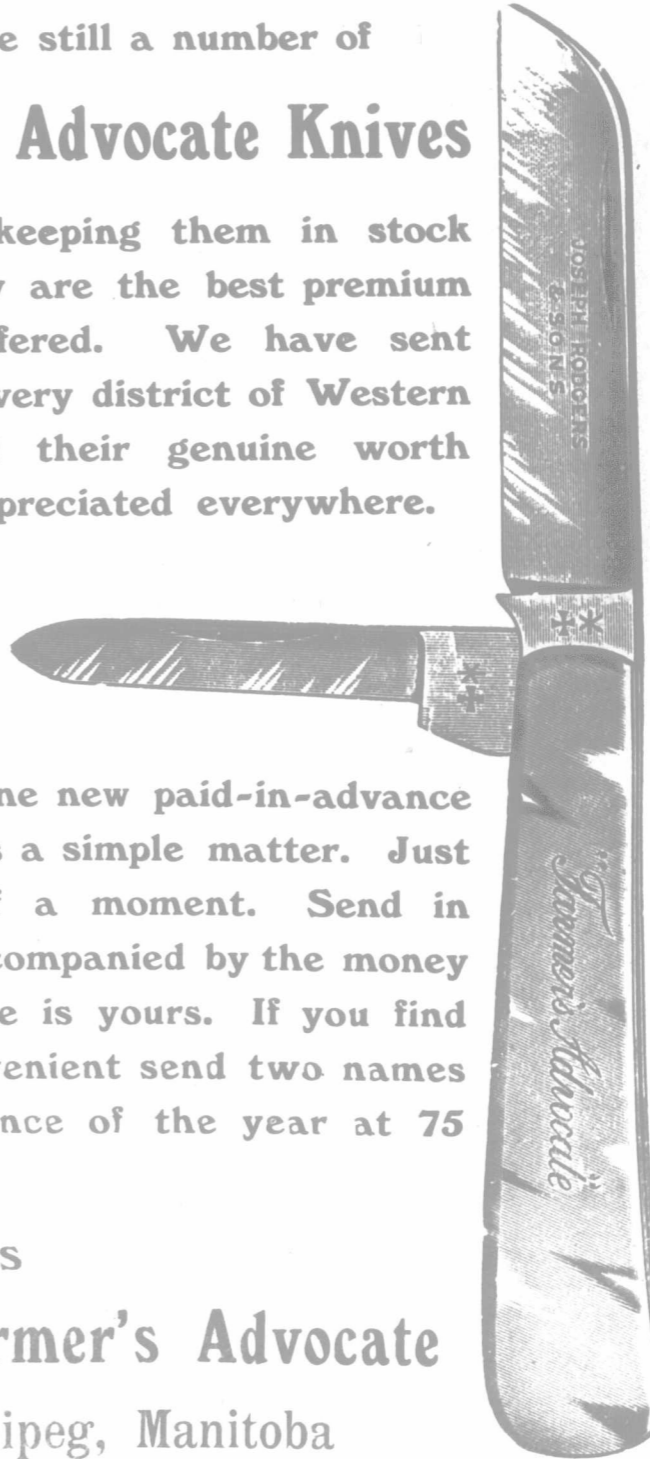 e still a number of
Advocate Knives
keeping them in stock
y are the best premium
fered. We have sent
very district of Western
their genuine worth
preciated everywhere.
JOSEPH RODGERS
& SONS
ne new paid-in-advance
s a simple matter. Just
f a moment. Send in
companied by the money
e is yours. If you find
venient send two names
nce of the year at 75
"Farmer's Advocate"
s
rmer's Advocate
ipeg, Manitoba